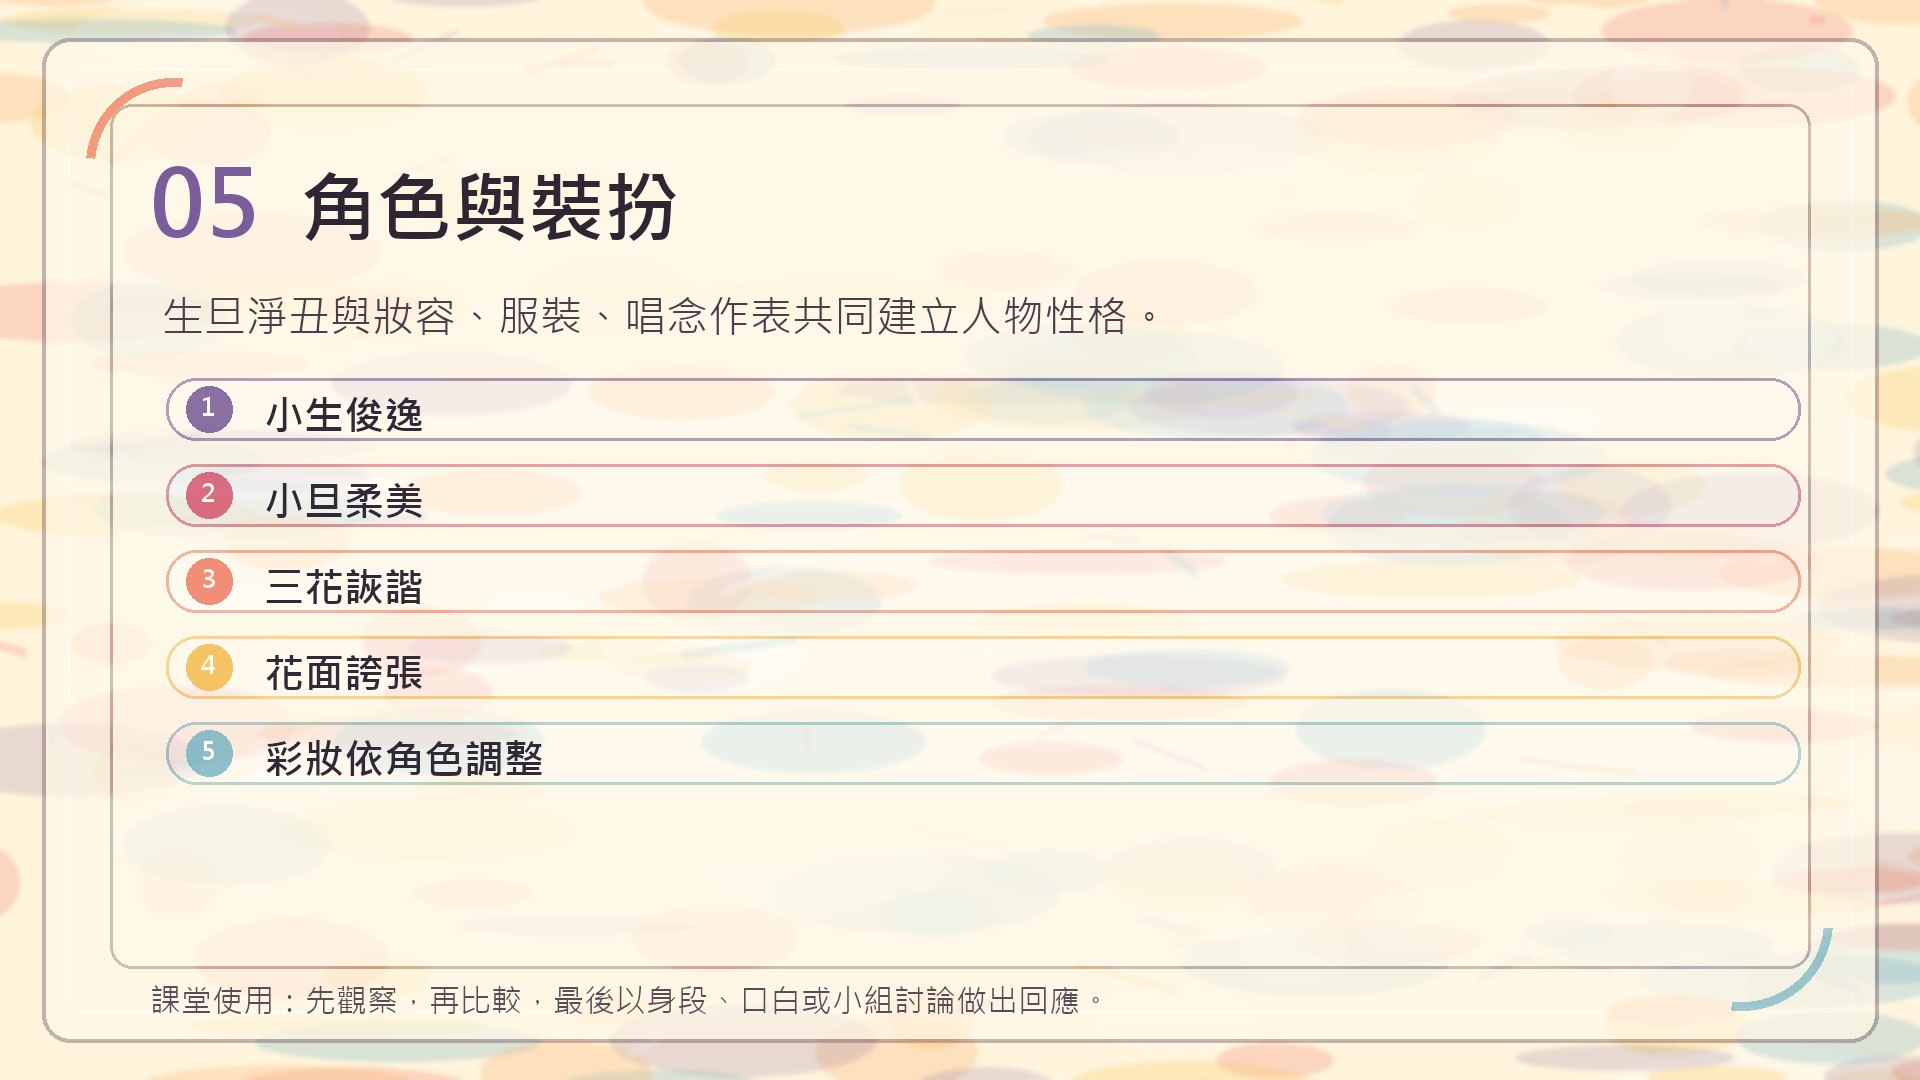 05 角色與裝扮
生旦淨丑與妝容、服裝、唱念作表共同建立人物性格。
1 小生俊逸
2 小旦柔美
3 三花詼諧
4 花面誇張
5 彩妝依角色調整
課堂使用：先觀察，再比較，最後以身段、口白或小組討論做出回應。